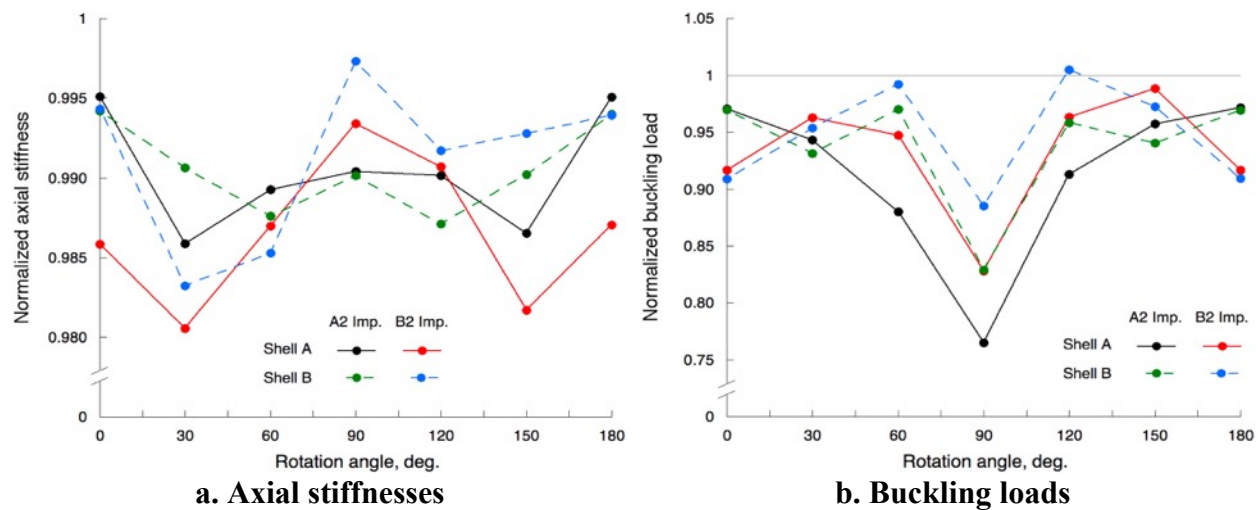 1
0.995
0.990
0.985
0.980
0
Normalized axial stiffness
A2 Imp. B2 Imp.
Shell A
Shell B
0 30 60 90 120 150 180
Rotation angle, deg.
a. Axial stiffnesses
1.05
1
0.95
0.90
0.85
0.80
0.75
0
Normalized buckling load
A2 Imp. B2 Imp.
Shell A
Shell B
0 30 60 90 120 150 180
Rotation angle, deg.
b. Buckling loads